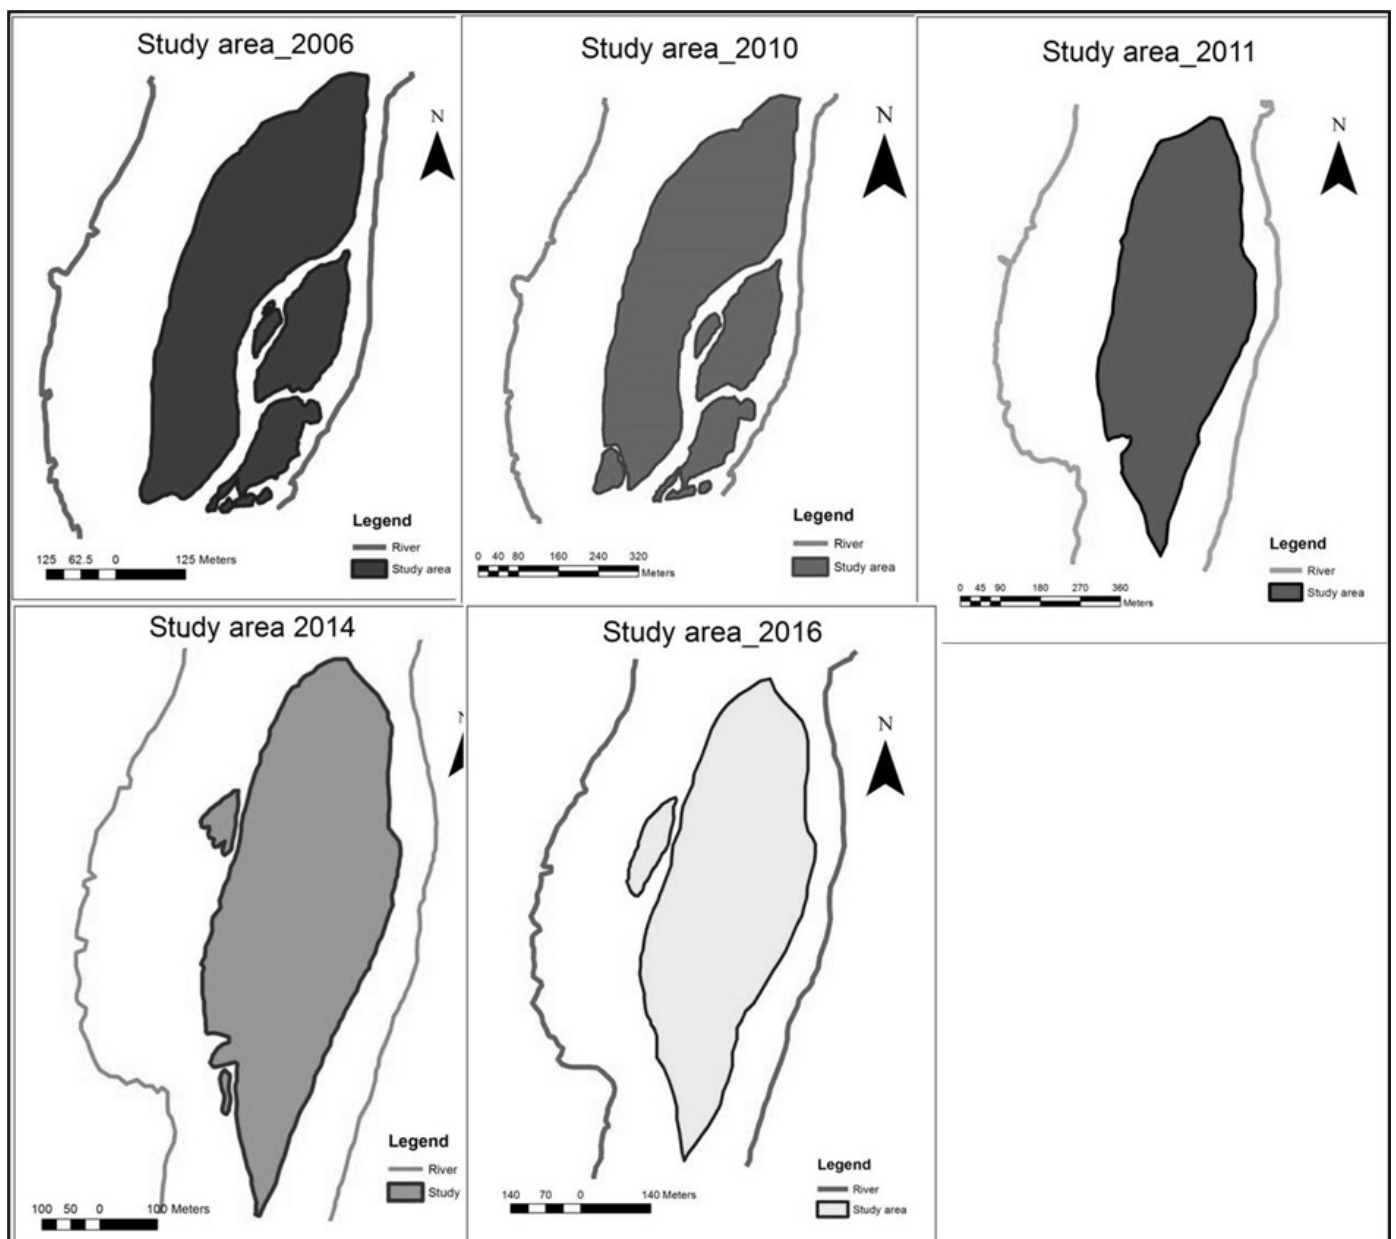 Study area_2006
N
Legend
River
Study area
125 62.5 0 125 Meters
Study area_2010
N
Legend
River
Study area
0 40 80 160 240 320
Meters
Study area_2011
N
Legend
River
Study area
0 45 90 180 270 360
Meters
Study area 2014
N
Legend
River
Study
100 50 0 100 Meters
Study area_2016
N
Legend
River
Study area
140 70 0 140 Meters